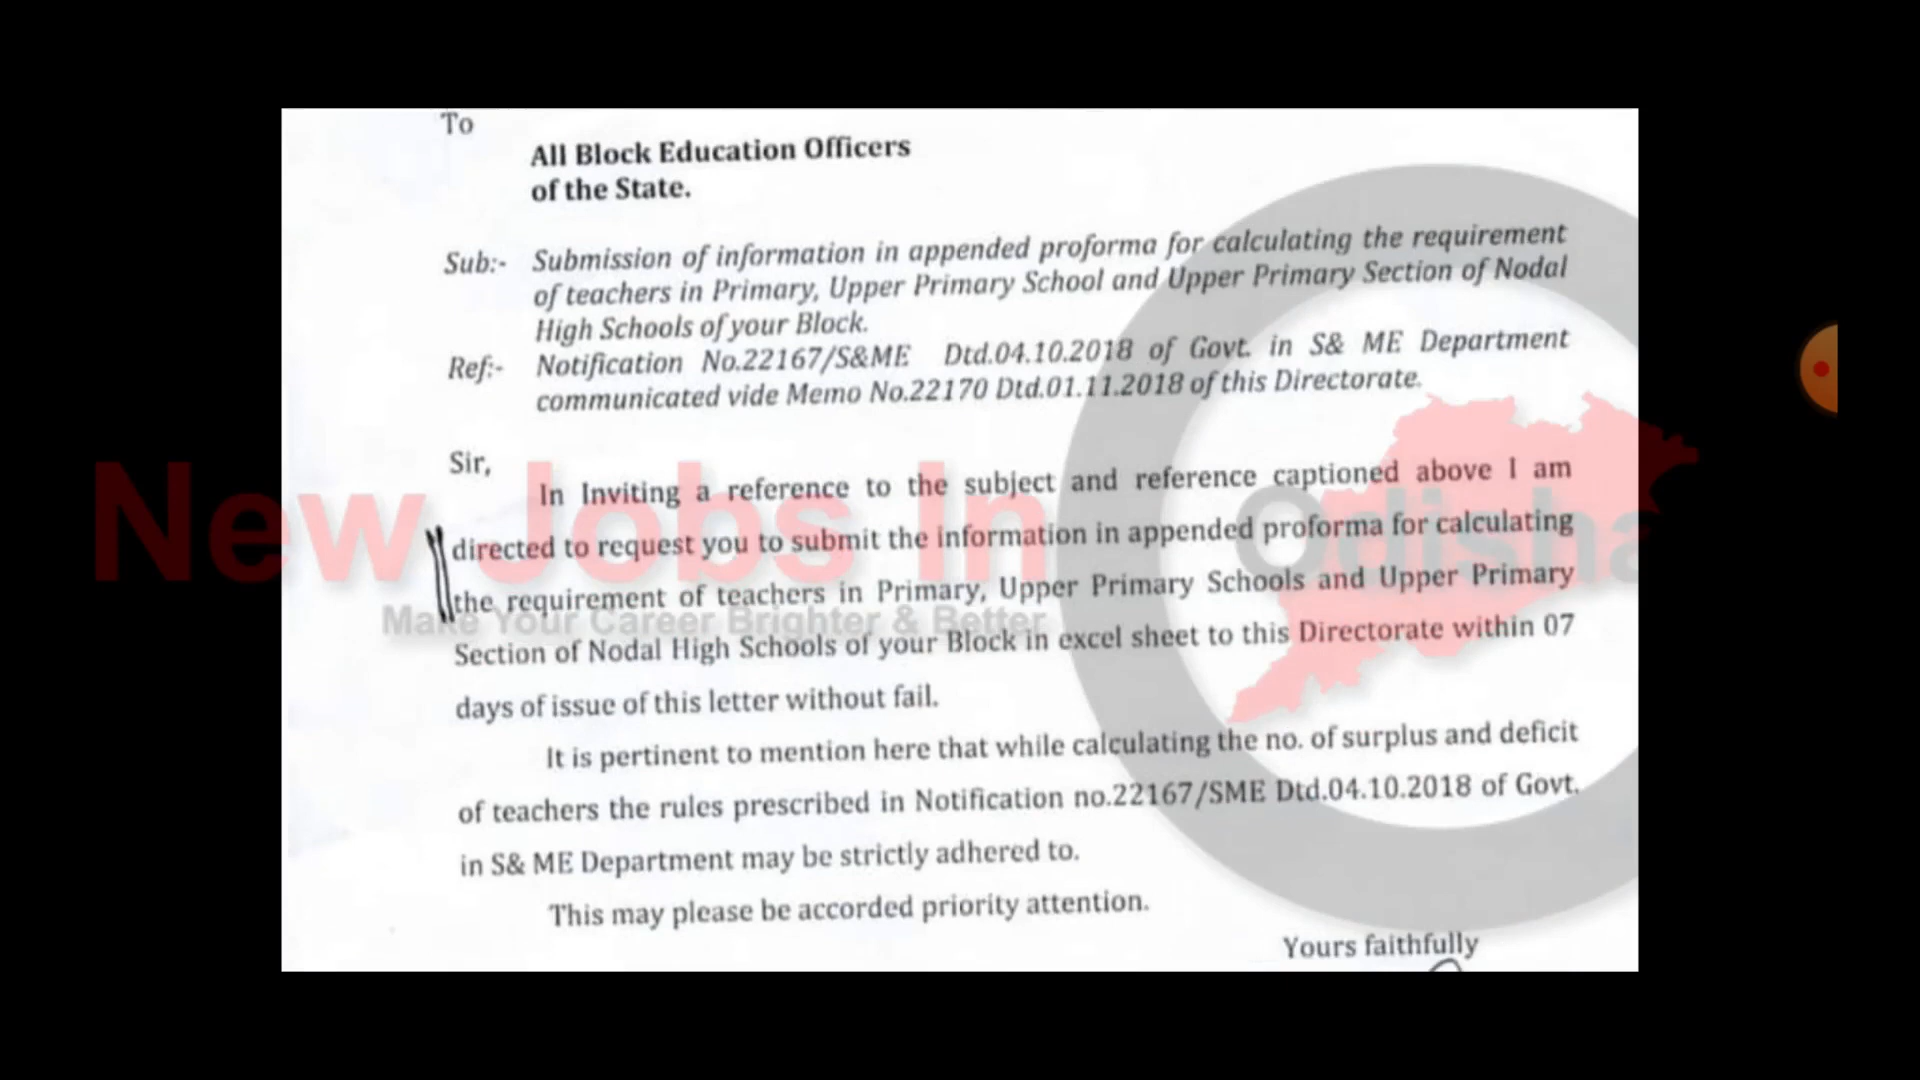 To
All Block Education Officers
of the State.
Sub:- Submission of information in appended proforma for calculating the requirement
of teachers in Primary, Upper Primary School and Upper Primary Section of Nodal
High Schools of your Block.
Ref:- Notification No.22167/S&ME Dtd.04.10.2018 of Govt. in S& ME Department
communicated vide Memo No.22170 Dtd.01.11.2018 of this Directorate.
Sir,
In Inviting a reference to the subject and reference captioned above I am
directed to request you to submit the information in appended proforma for calculating
the requirement of teachers in Primary, Upper Primary Schools and Upper Primary
Section of Nodal High Schools of your Block in excel sheet to this Directorate within 07
days of issue of this letter without fail.
It is pertinent to mention here that while calculating the no. of surplus and deficit
of teachers the rules prescribed in Notification no.22167/SME Dtd.04.10.2018 of Govt.
in S& ME Department may be strictly adhered to.
This may please be accorded priority attention.
Yours faithfully
New Jobs In Odisha
Make Your Career Brighter & Better